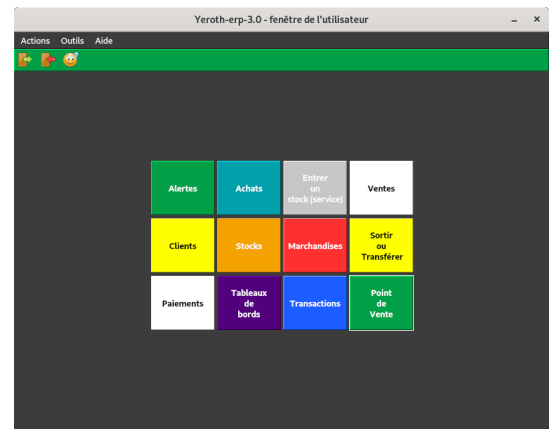 Yeroth-erp-3.0 - fenêtre de l'utilisateur
Actions Outils Aide
Alertes
Achats
Entrer
un
stock (service)
Ventes
Clients
Stocks
Marchandises
Sortir
ou
Transférer
Paiements
Tableaux
de
bords
Transactions
Point
de
Vente